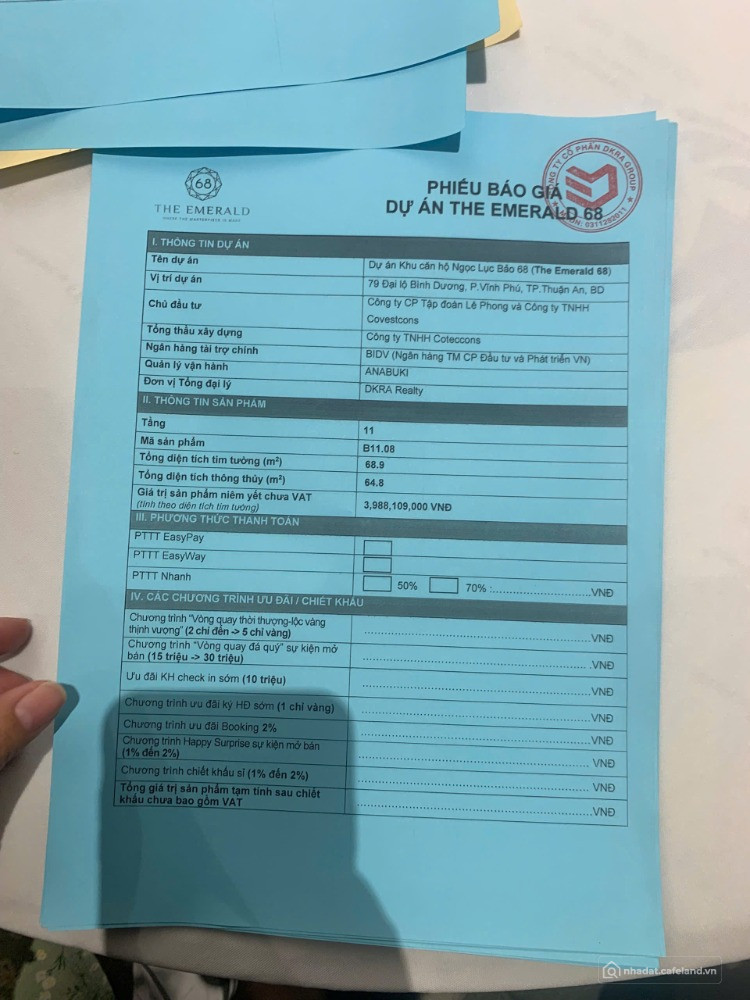 68
THE EMERALD
PHIẾU BÁO GIÁ
DỰ ÁN THE EMERALD 68
CÔNG TY CỔ PHẦN DKRA GROUP
I. THÔNG TIN DỰ ÁN
Tên dự án
Dự án Khu căn hộ Ngọc Lục Bảo 68 (The Emerald 68)
Vị trí dự án
79 Đại lộ Bình Dương, P.Vĩnh Phú, TP.Thuận An, BD
Chủ đầu tư
Công ty CP Tập đoàn Lê Phong và Công ty TNHH
Covestcons
Tổng thầu xây dựng
Công ty TNHH Coteccons
Ngân hàng tài trợ chính
BIDV (Ngân hàng TM CP Đầu tư và Phát triển VN)
Quản lý vận hành
ANABUKI
Đơn vị Tổng đại lý
DKRA Realty
II. THÔNG TIN SẢN PHẨM
Tầng
11
Mã sản phẩm
B11.08
Tổng diện tích tim tường (m²)
68.9
Tổng diện tích thông thủy (m²)
64.8
Giá trị sản phẩm niêm yết chưa VAT
(tính theo diện tích tim tường)
3,988,109,000 VNĐ
III. PHƯƠNG THỨC THANH TOÁN
PTTT EasyPay
PTTT EasyWay
PTTT Nhanh
50% 70% :........................VNĐ
IV. CÁC CHƯƠNG TRÌNH ƯU ĐÃI / CHIẾT KHẤU
Chương trình "Vòng quay thời thượng-lộc vàng
thịnh vượng" (2 chỉ đến -> 5 chỉ vàng)
........................VNĐ
Chương trình "Vòng quay đá quý" sự kiện mở
bán (15 triệu -> 30 triệu)
........................VNĐ
Ưu đãi KH check in sớm (10 triệu)
........................VNĐ
Chương trình ưu đãi ký HĐ sớm (1 chỉ vàng)
........................VNĐ
Chương trình ưu đãi Booking 2%
........................VNĐ
Chương trình Happy Surprise sự kiện mở bán
(1% đến 2%)
........................VNĐ
Chương trình chiết khấu sỉ (1% đến 2%)
........................VNĐ
Tổng giá trị sản phẩm tạm tính sau chiết
khấu chưa bao gồm VAT
........................VNĐ
nhadat.cafeland.vn